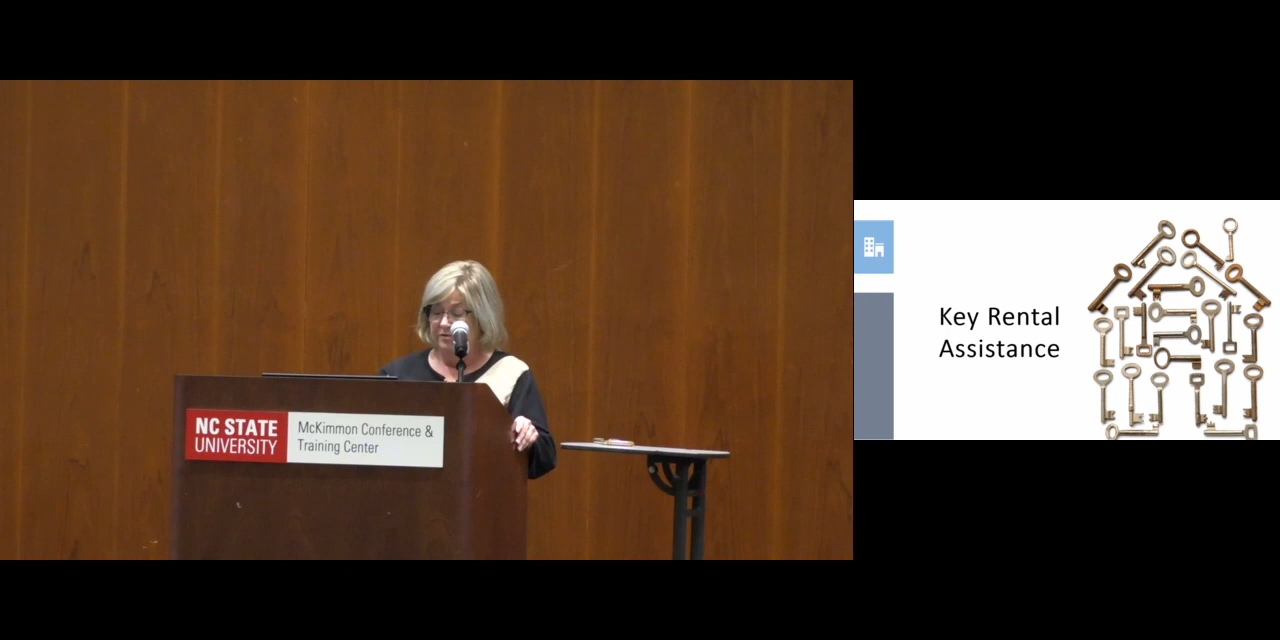 NC STATE
UNIVERSITY
McKimmon Conference &
Training Center
Key Rental
Assistance